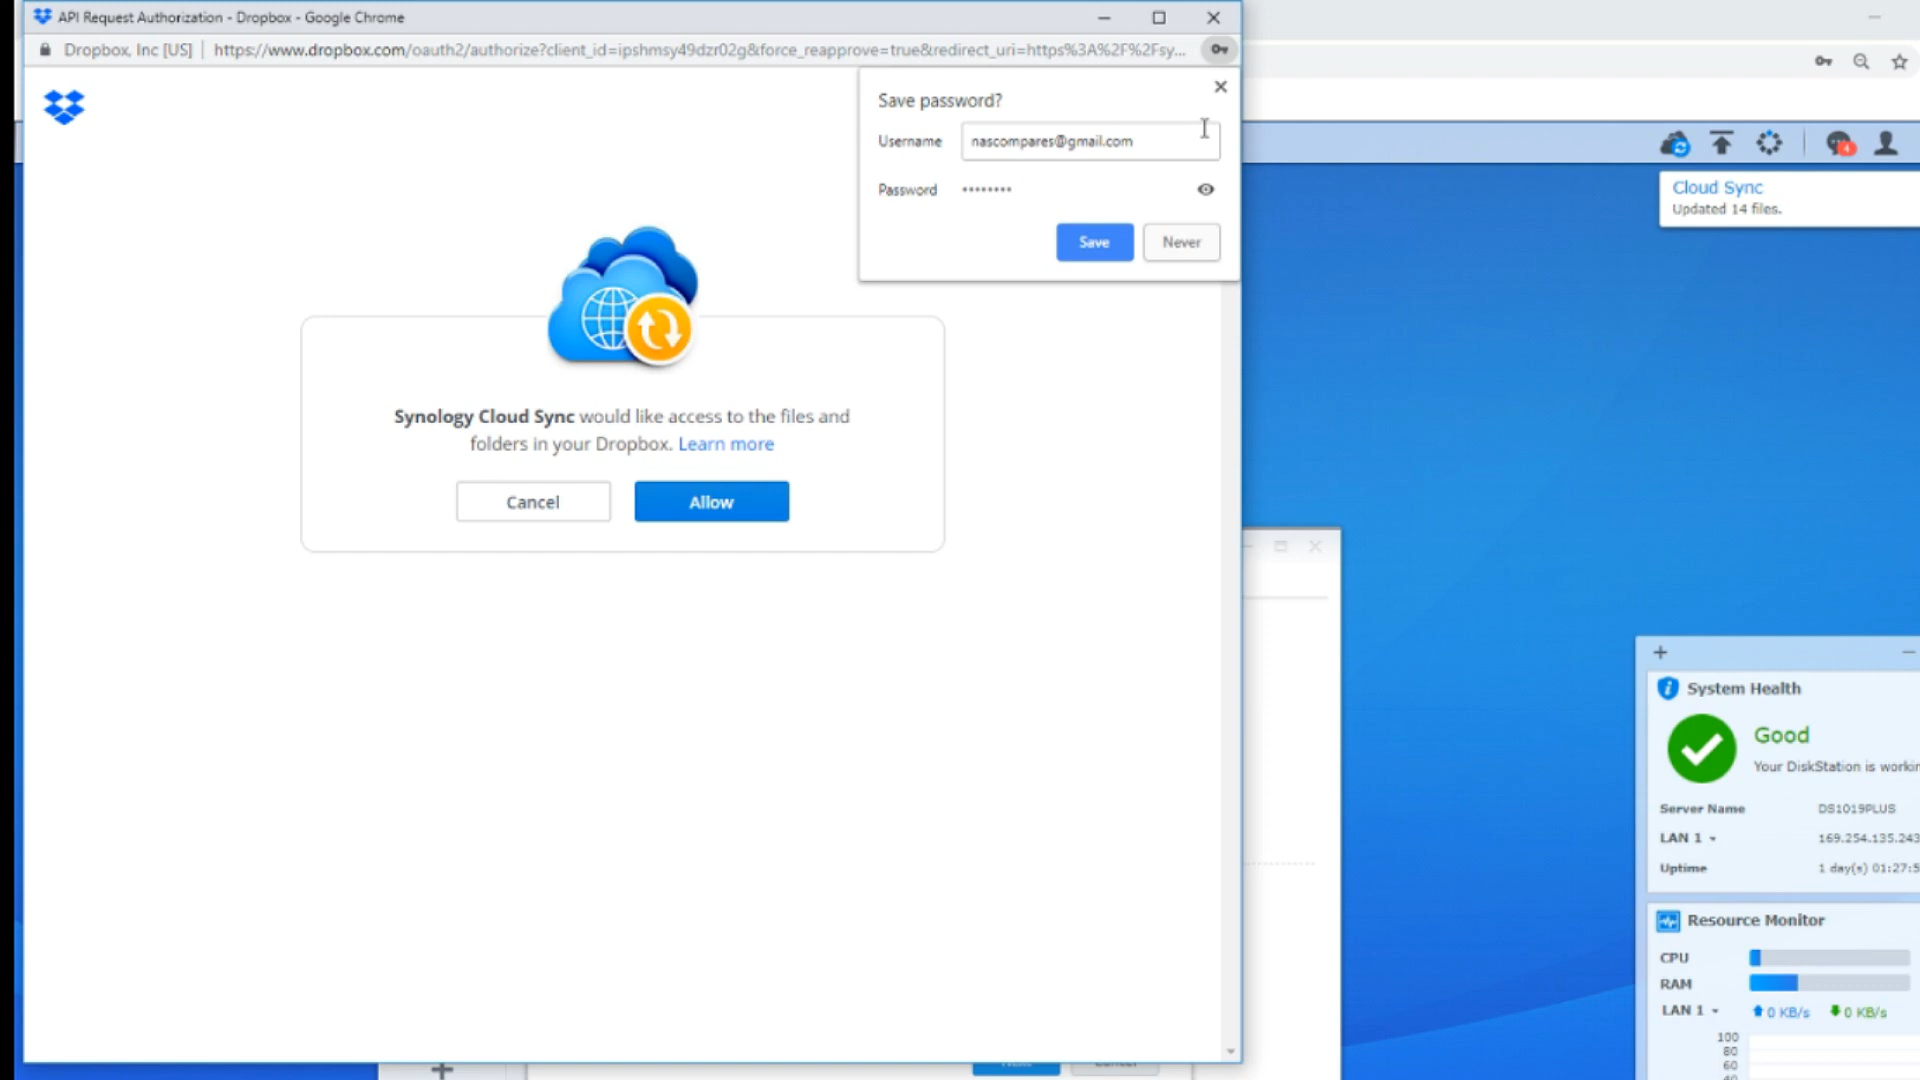 API Request Authorization - Dropbox - Google Chrome
Dropbox, Inc [US] | https://www.dropbox.com/oauth2/authorize?client_id=ipshmsy49dzr02g&force_reapprove=true&redirect_uri=https%3A%2F%2Fsy...
Save password?
Username nascompares@gmail.com
Password ••••••••
Save Never
Cloud Sync
Updated 14 files.
4
Synology Cloud Sync would like access to the files and
folders in your Dropbox. Learn more
Cancel Allow
System Health
Good
Your DiskStation is workin
Server Name DS1019PLUS
LAN 1 169.254.135.243
Uptime 1 day(s) 01:27:5
Resource Monitor
CPU
RAM
LAN 1 0 KB/s 0 KB/s
100
80
60